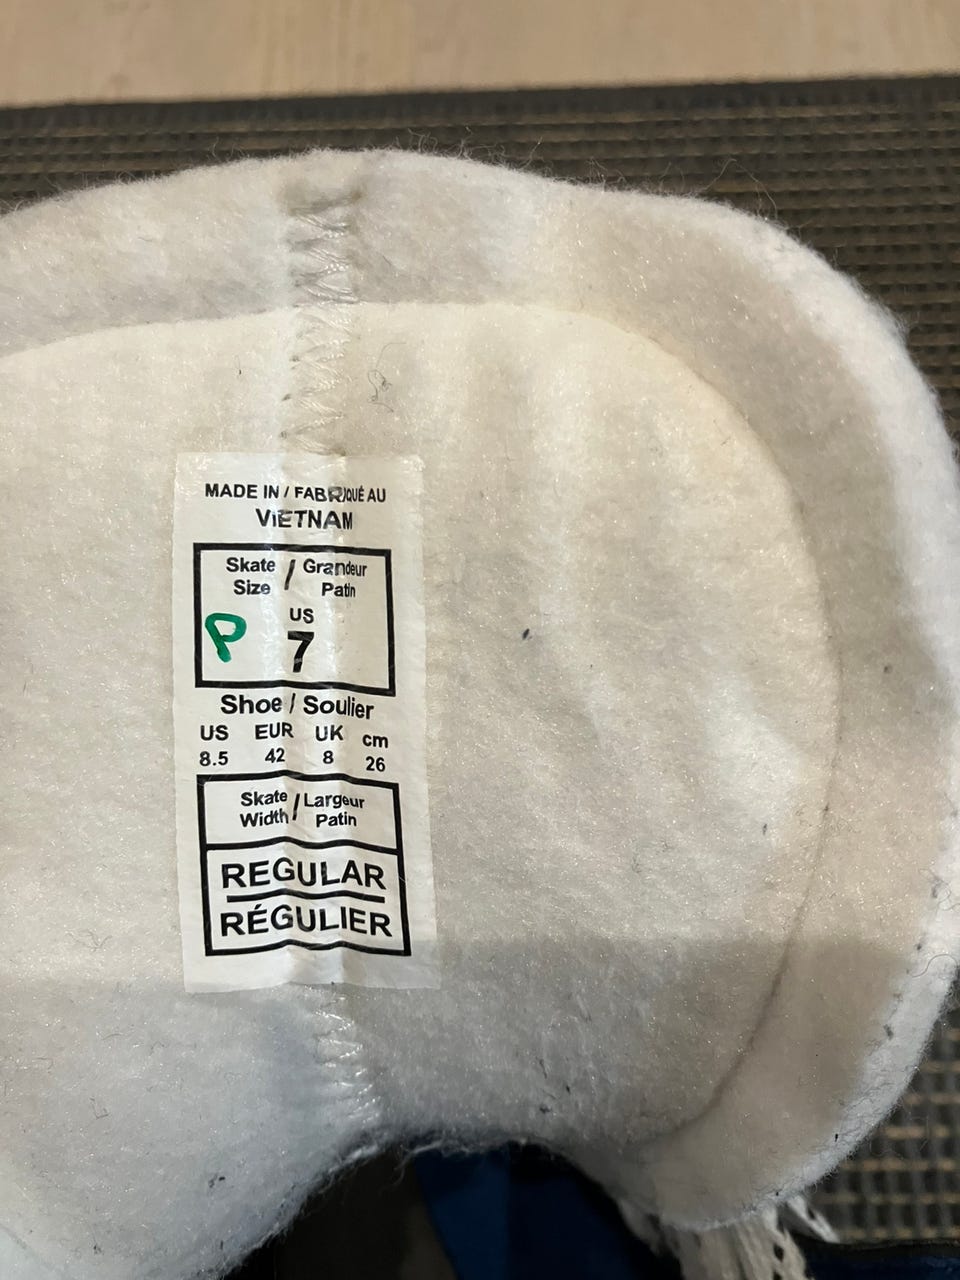 MADE IN / FABRIQUÉ AU
VIETNAM
Skate Size / Grandeur Patin
US
P 7
Shoe / Soulier
US EUR UK cm
8.5 42 8 26
Skate Width / Largeur Patin
REGULAR
RÉGULIER